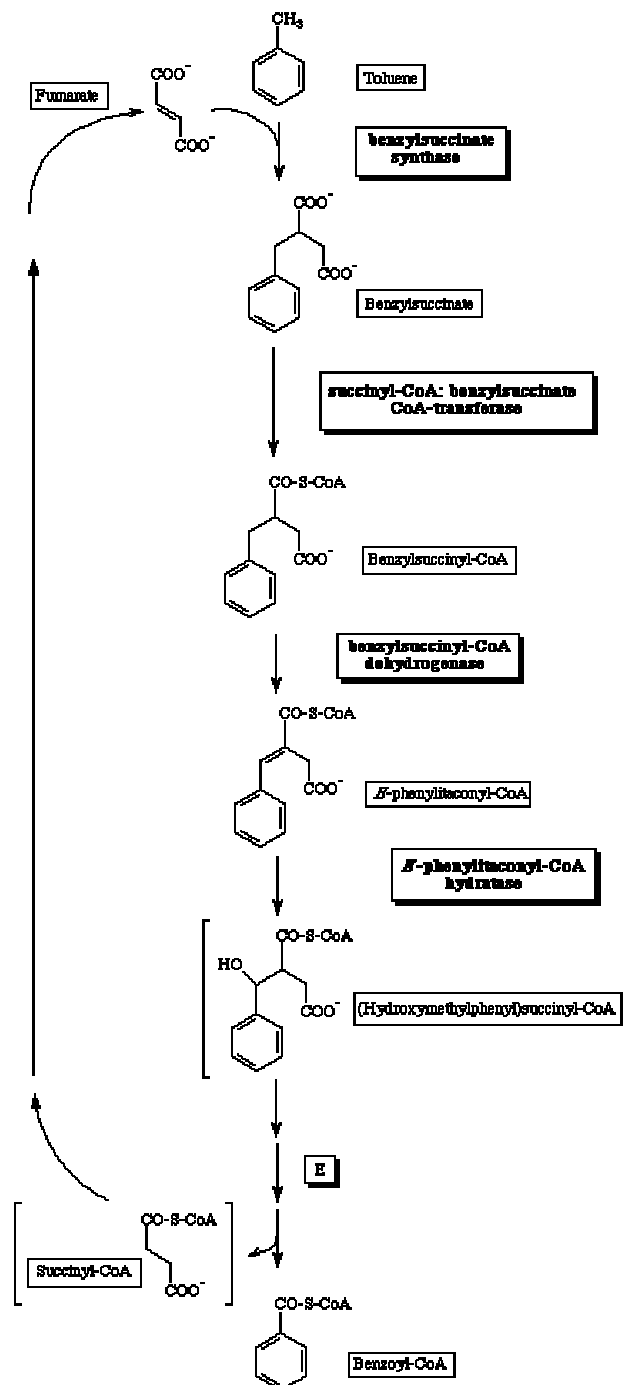 CH3
COO-
Toluene
Fumarate
COO-
benzylsuccinate
synthase
COO-
COO-
Benzylsuccinate
succinyl-CoA: benzylsuccinate
CoA-transferase
CO-S-CoA
COO-
Benzylsuccinyl-CoA
benzylsuccinyl-CoA
dehydrogenase
CO-S-CoA
COO-
E-phenylitaconyl-CoA
E-phenylitaconyl-CoA
hydratase
CO-S-CoA
HO
COO-
(Hydroxymethylphenyl)succinyl-CoA
E
CO-S-CoA
Succinyl-CoA
COO-
CO-S-CoA
Benzoyl-CoA